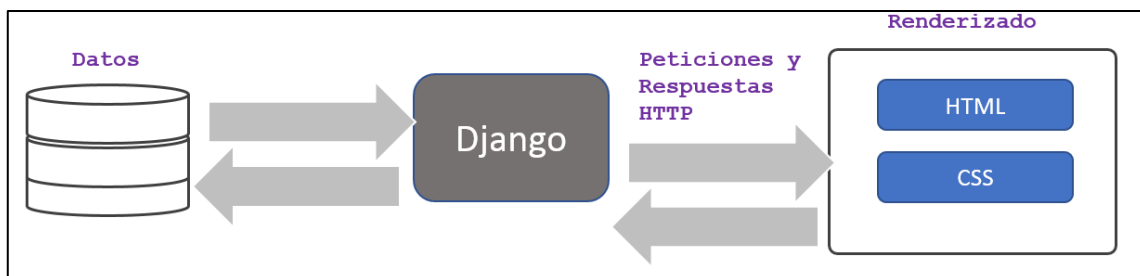 Renderizado
Datos
Peticiones y
Respuestas
HTTP
Django
HTML
CSS